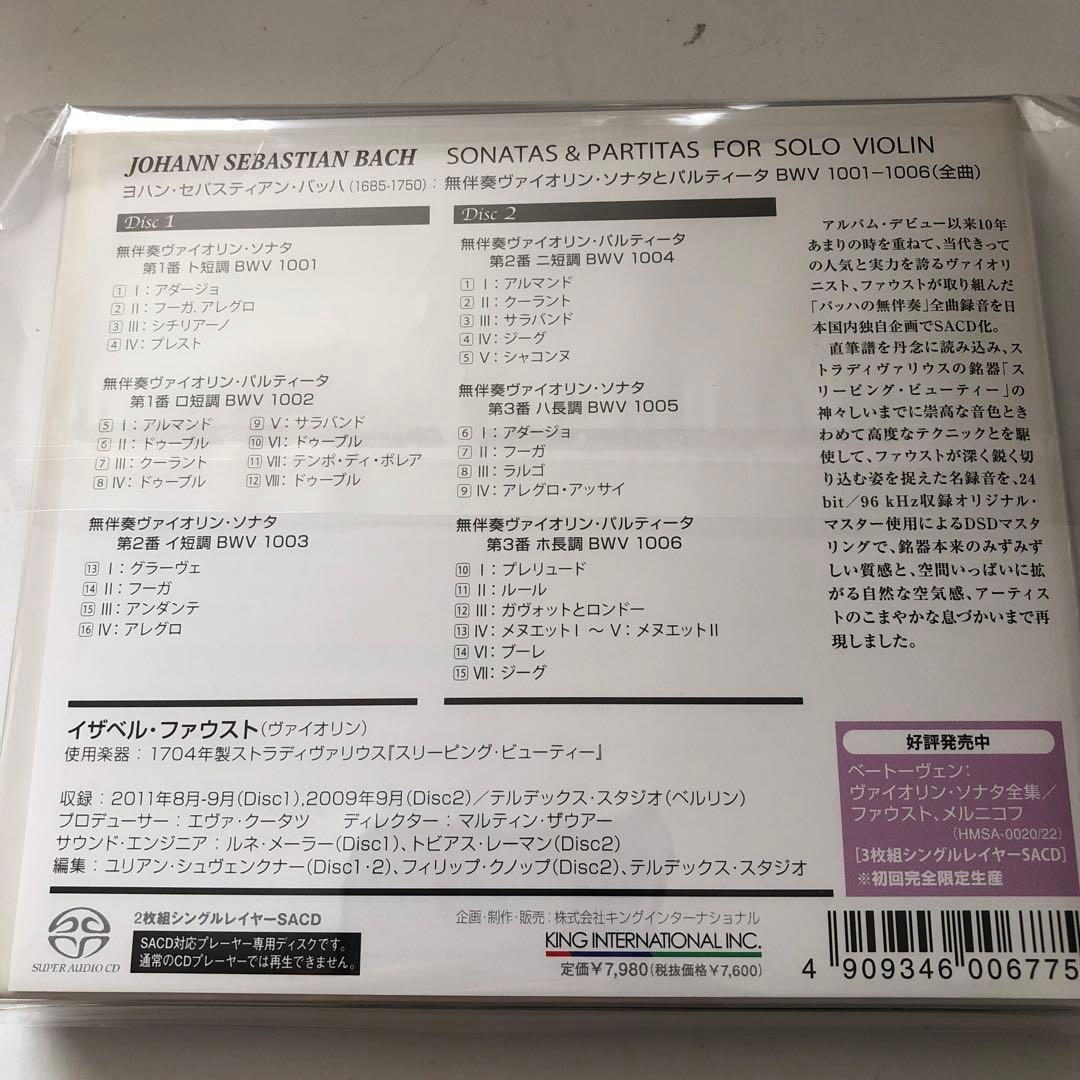 JOHANN SEBASTIAN BACH SONATAS & PARTITAS FOR SOLO VIOLIN
ヨハン・セバスティアン・バッハ (1685-1750) : 無伴奏ヴァイオリン・ソナタとパルティータ BWV 1001-1006(全曲)
Disc 1
無伴奏ヴァイオリン・ソナタ
第1番 ト短調 BWV 1001
1 I : アダージョ
2 II : フーガ, アレグロ
3 III : シチリアーノ
4 IV : プレスト
無伴奏ヴァイオリン・パルティータ
第1番 ロ短調 BWV 1002
5 I : アルマンド
6 II : ドゥーブル
7 III : クーラント
8 IV : ドゥーブル
9 V : サラバンド
10 VI : ドゥーブル
11 VII : テンポ・ディ・ボレア
12 VIII : ドゥーブル
無伴奏ヴァイオリン・ソナタ
第2番 イ短調 BWV 1003
13 I : グラーヴェ
14 II : フーガ
15 III : アンダンテ
16 IV : アレグロ
Disc 2
無伴奏ヴァイオリン・パルティータ
第2番 ニ短調 BWV 1004
1 I : アルマンド
2 II : クーラント
3 III : サラバンド
4 IV : ジーグ
5 V : シャコンヌ
無伴奏ヴァイオリン・ソナタ
第3番 ハ長調 BWV 1005
6 I : アダージョ
7 II : フーガ
8 III : ラルゴ
9 IV : アレグロ・アッサイ
無伴奏ヴァイオリン・パルティータ
第3番 ホ長調 BWV 1006
10 I : プレリュード
11 II : ルール
12 III : ガヴォットとロンドー
13 IV : メヌエット I ～ V : メヌエット II
14 VI : ブーレ
15 VII : ジーグ
アルバム・デビュー以来10年
あまりの時を重ねて、当代きって
の人気と実力を誇るヴァイオリ
ニスト、ファウストが取り組んだ
「バッハの無伴奏」全曲録音を日
本国内独自企画でSACD化。
直筆譜を丹念に読み込み、ス
トラディヴァリウスの銘器「ス
リーピング・ビューティー」の
神々しいまでに崇高な音色とき
わめて高度なテクニックとを駆
使して、ファウストが深く鋭く切
り込む姿を捉えた名録音を、24
bit/96 kHz収録オリジナル・
マスター使用によるDSDマスタ
リングで、銘器本来のみずみず
しい質感と、空間いっぱいに拡
がる自然な空気感、アーティス
トのこまやかな息づかいまで再
現しました。
イザベル・ファウスト(ヴァイオリン)
使用楽器 : 1704年製ストラディヴァリウス『スリーピング・ビューティー』
収録 : 2011年8月-9月(Disc1),2009年9月(Disc2)/テルデックス・スタジオ(ベルリン)
プロデューサー : エヴァ・クータツ ディレクター : マルティン・ザウアー
サウンド・エンジニア : ルネ・メーラー(Disc1)、トビアス・レーマン(Disc2)
編集 : ユリアン・シュヴェンクナー(Disc1・2)、フィリップ・クノップ(Disc2)、テルデックス・スタジオ
好評発売中
ベートーヴェン:
ヴァイオリン・ソナタ全集/
ファウスト、メルニコフ
(HMSA-0020/22)
[3枚組シングルレイヤーSACD]
※初回完全限定生産
SUPER AUDIO CD
2枚組シングルレイヤーSACD
SACD対応プレーヤー専用ディスクです。
通常のCDプレーヤーでは再生できません。
企画・制作・販売 : 株式会社キングインターナショナル
KING INTERNATIONAL INC.
定価¥7,980(税抜価格¥7,600)
4 909346 006775